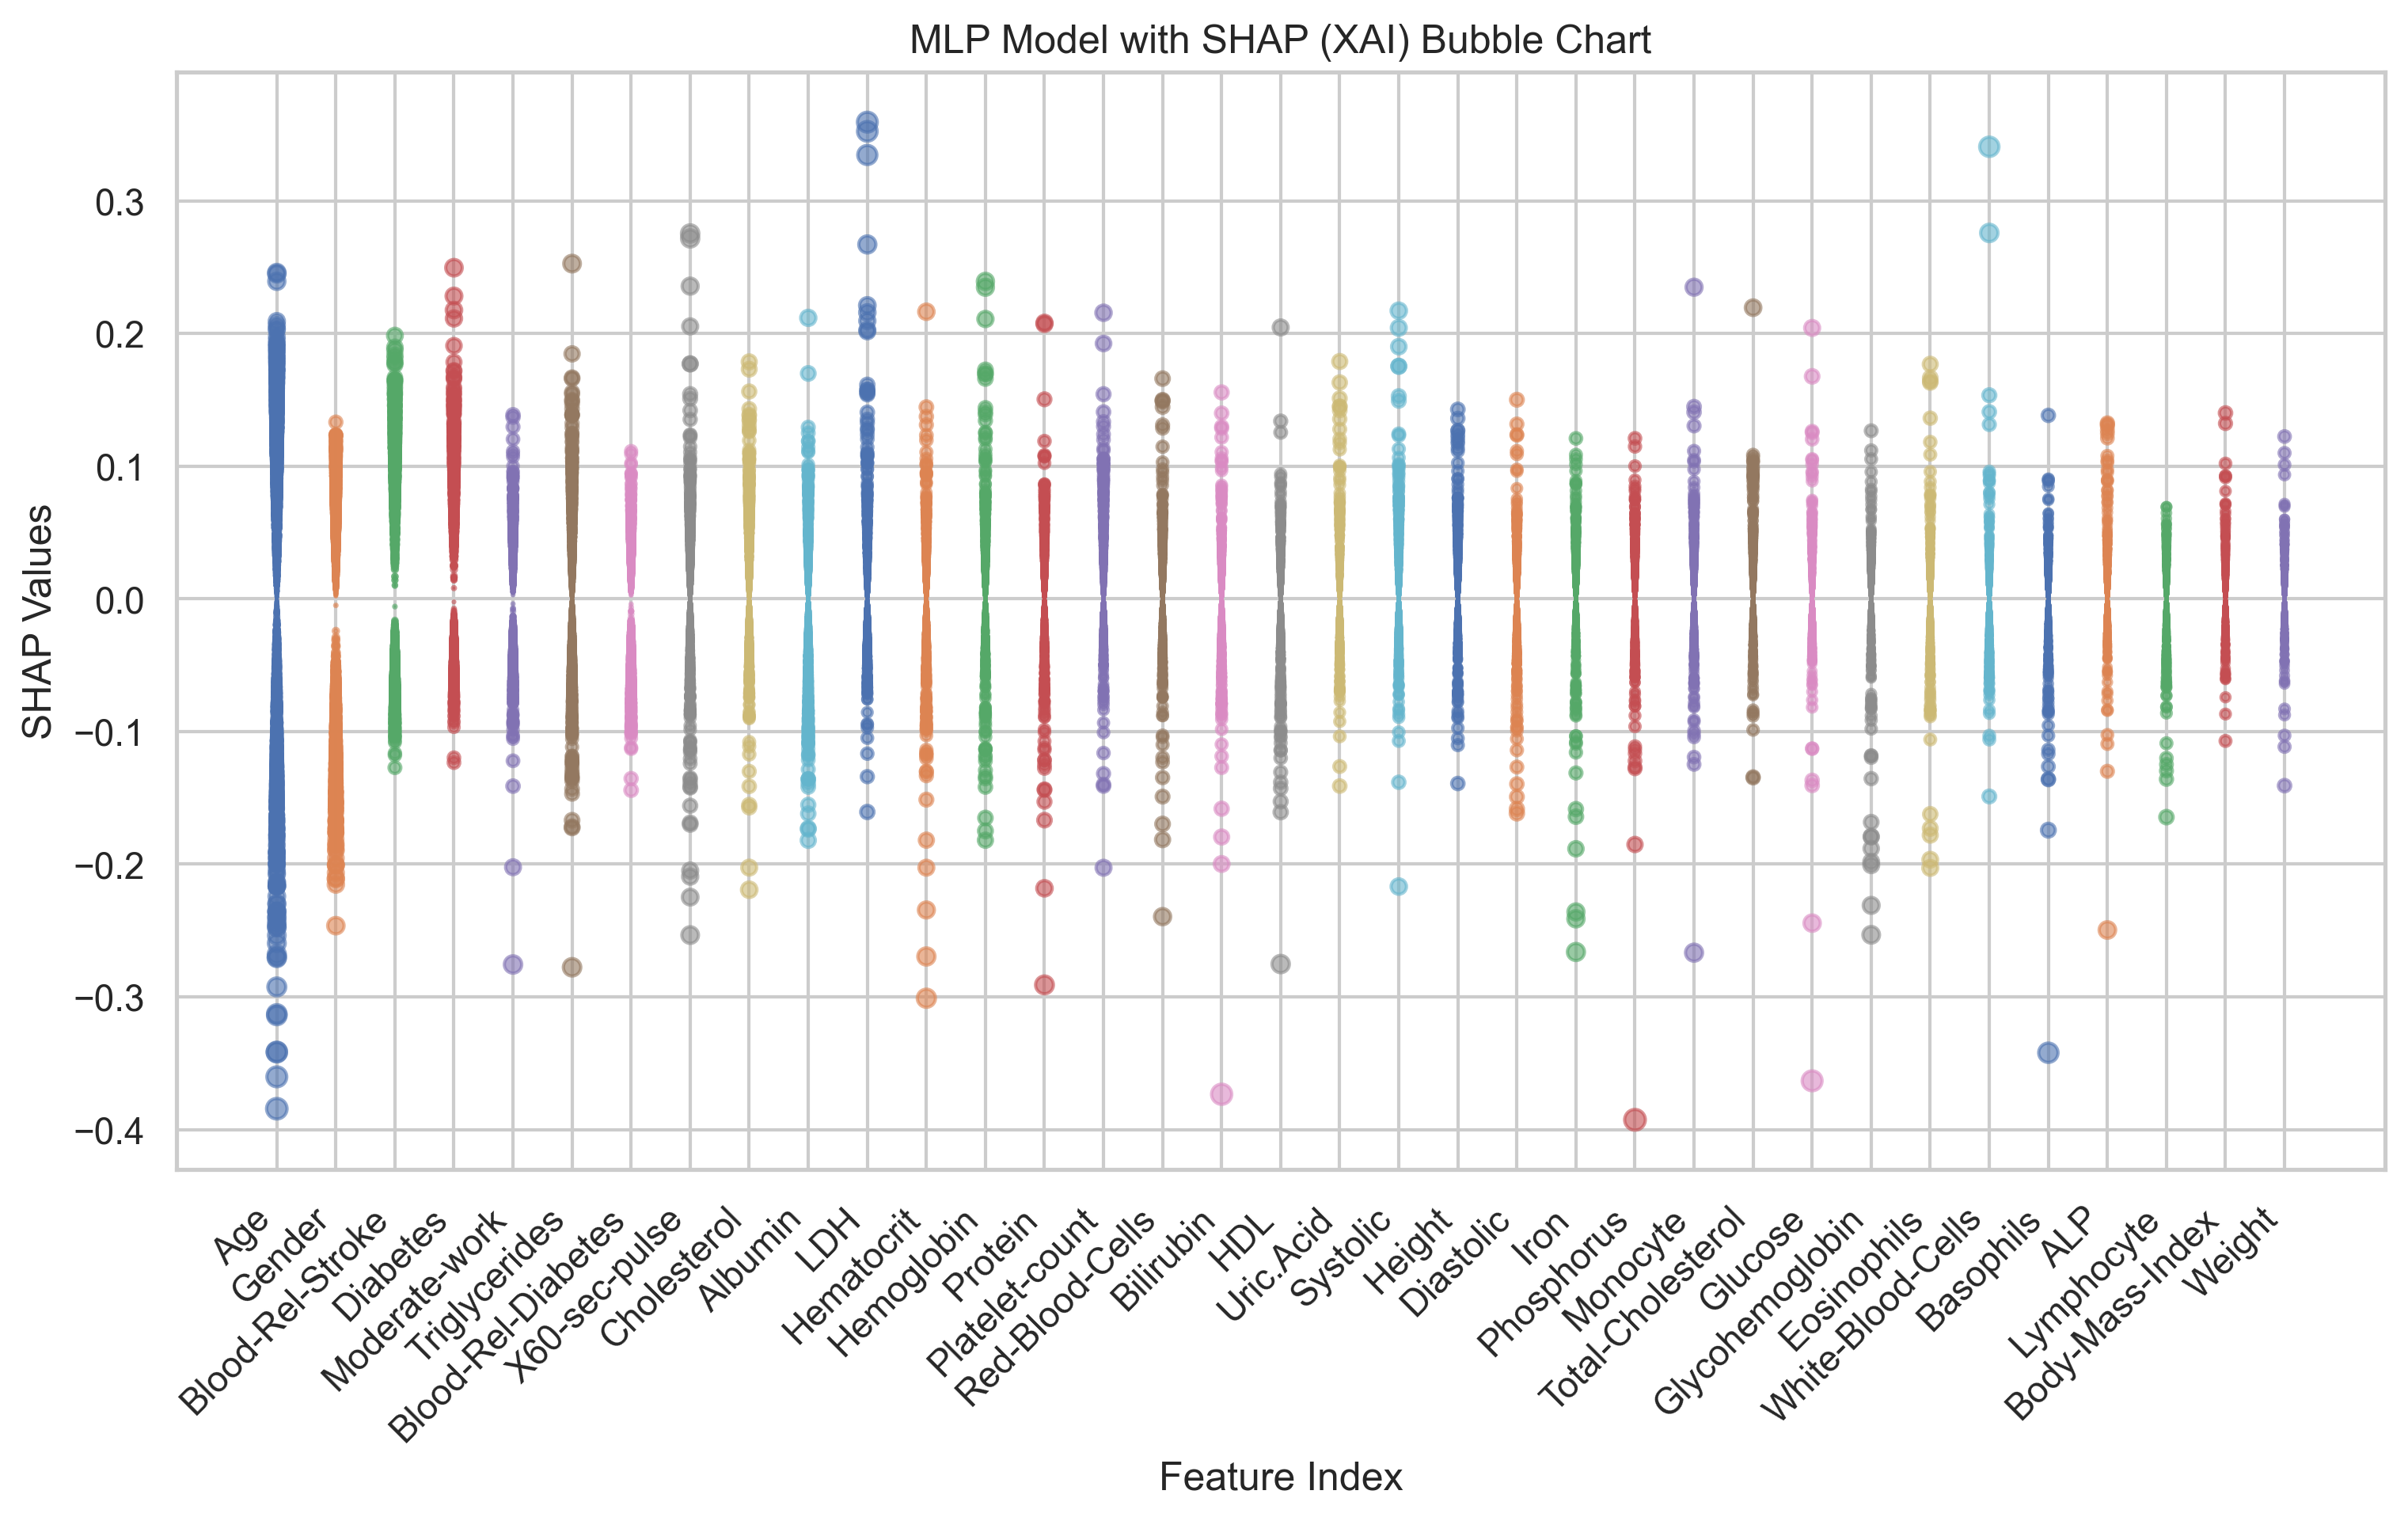 MLP Model with SHAP (XAI) Bubble Chart
SHAP Values
0.3
0.2
0.1
0.0
−0.1
−0.2
−0.3
−0.4
Age
Gender
Blood-Rel-Stroke
Diabetes
Moderate-work
Triglycerides
Blood-Rel-Diabetes
X60-sec-pulse
Cholesterol
Albumin
LDH
Hematocrit
Hemoglobin
Protein
Platelet-count
Red-Blood-Cells
Bilirubin
HDL
Uric.Acid
Systolic
Height
Diastolic
Iron
Phosphorus
Monocyte
Total-Cholesterol
Glucose
Glycohemoglobin
Eosinophils
White-Blood-Cells
Basophils
ALP
Lymphocyte
Body-Mass-Index
Weight
Feature Index